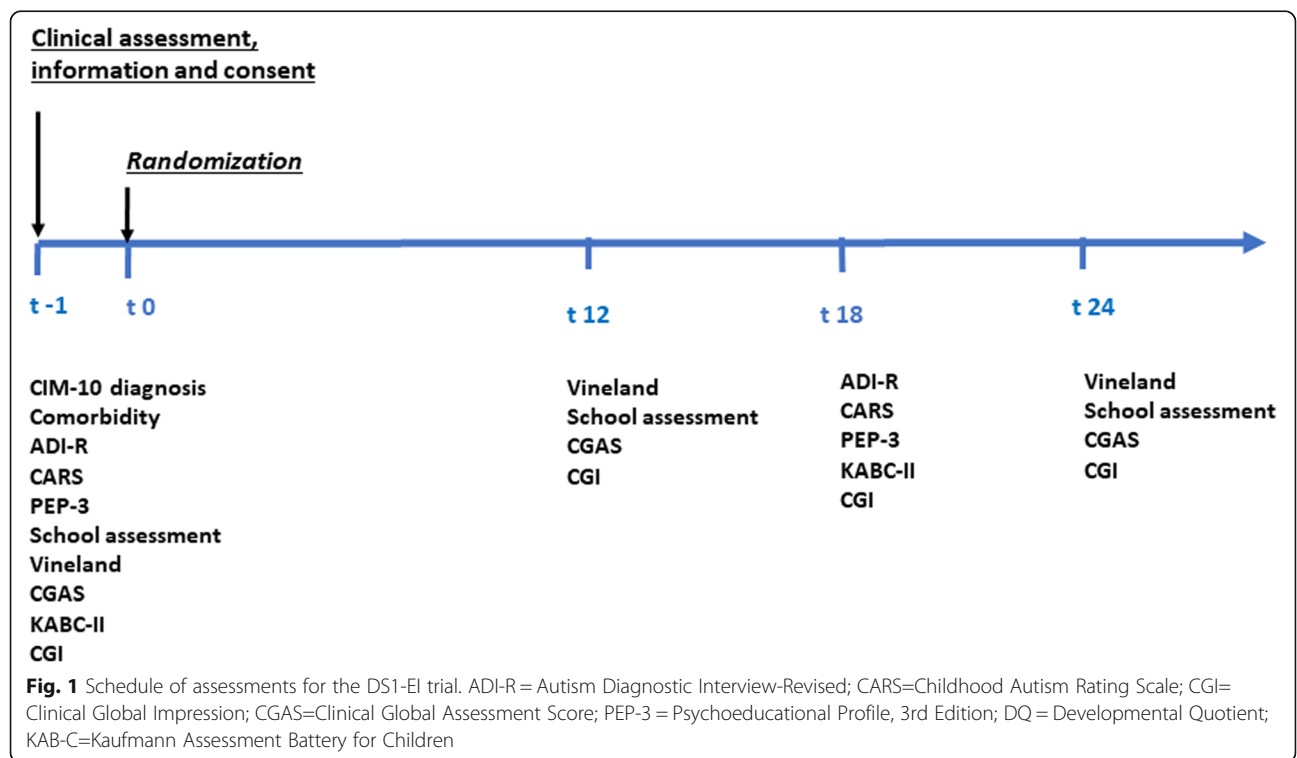 Clinical assessment,
information and consent
Randomization
t -1
t 0
t 12
t 18
t 24
CIM-10 diagnosis
Comorbidity
ADI-R
CARS
PEP-3
School assessment
Vineland
CGAS
KABC-II
CGI
Vineland
School assessment
CGAS
CGI
ADI-R
CARS
PEP-3
KABC-II
CGI
Vineland
School assessment
CGAS
CGI
Fig. 1 Schedule of assessments for the DS1-EI trial. ADI-R = Autism Diagnostic Interview-Revised; CARS=Childhood Autism Rating Scale; CGI=
Clinical Global Impression; CGAS=Clinical Global Assessment Score; PEP-3 = Psychoeducational Profile, 3rd Edition; DQ = Developmental Quotient;
KAB-C=Kaufmann Assessment Battery for Children